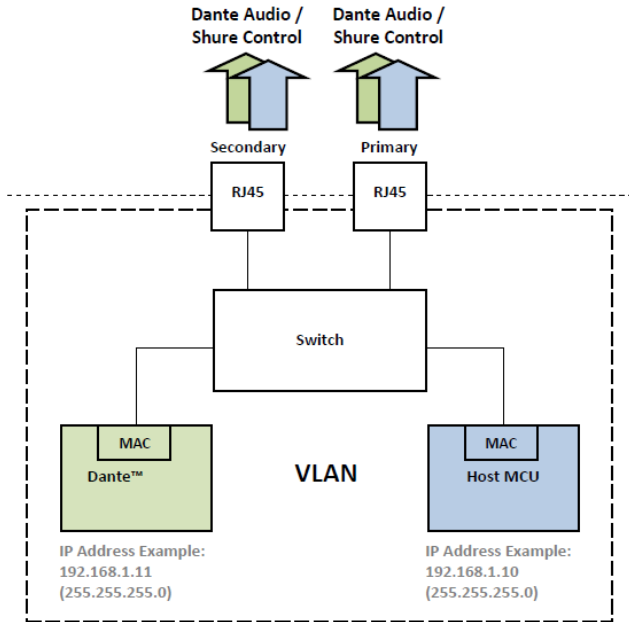 Dante Audio /
Shure Control
Dante Audio /
Shure Control
Secondary
Primary
RJ45
RJ45
Switch
MAC
Dante™
VLAN
MAC
Host MCU
IP Address Example:
192.168.1.11
(255.255.255.0)
IP Address Example:
192.168.1.10
(255.255.255.0)